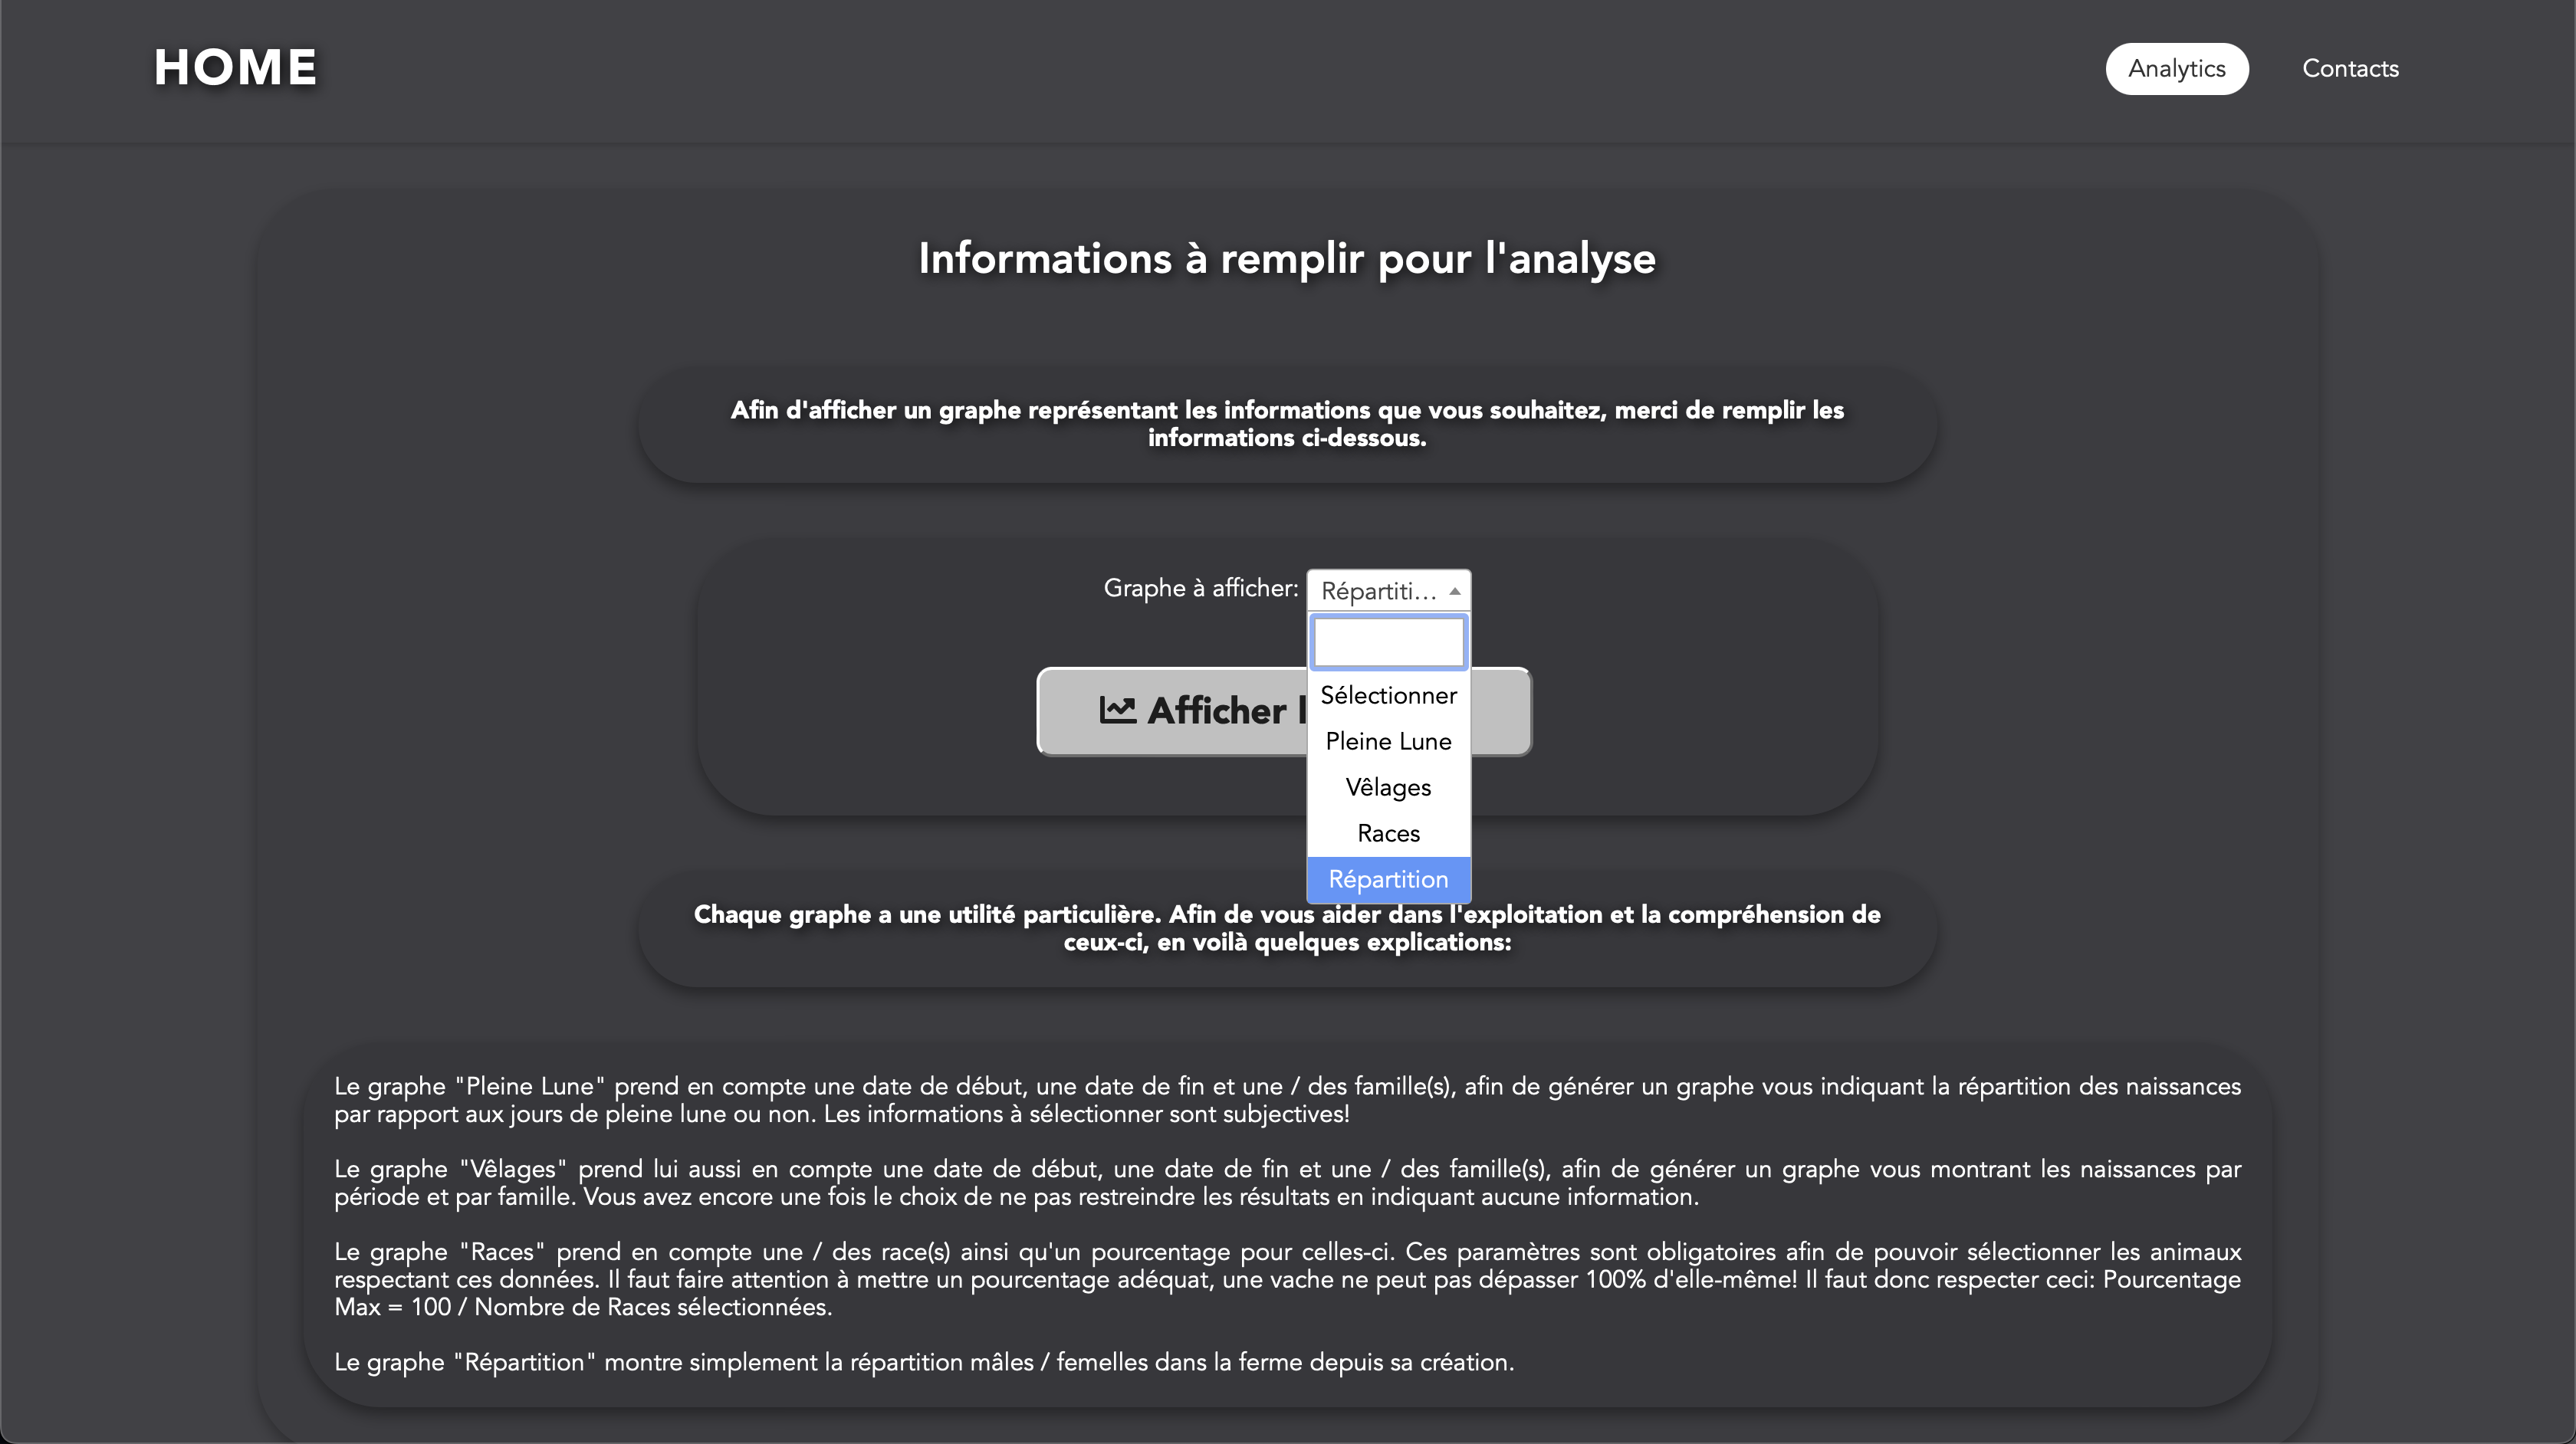 HOME
Analytics
Contacts
Informations à remplir pour l'analyse
Afin d'afficher un graphe représentant les informations que vous souhaitez, merci de remplir les
informations ci-dessous.
Graphe à afficher:
Répartiti…
Afficher
Sélectionner
Pleine Lune
Vêlages
Races
Répartition
Chaque graphe a une utilité particulière. Afin de vous aider dans l'exploitation et la compréhension de
ceux-ci, en voilà quelques explications:
Le graphe "Pleine Lune" prend en compte une date de début, une date de fin et une / des famille(s), afin de générer un graphe vous indiquant la répartition des naissances
par rapport aux jours de pleine lune ou non. Les informations à sélectionner sont subjectives!
Le graphe "Vêlages" prend lui aussi en compte une date de début, une date de fin et une / des famille(s), afin de générer un graphe vous montrant les naissances par
période et par famille. Vous avez encore une fois le choix de ne pas restreindre les résultats en indiquant aucune information.
Le graphe "Races" prend en compte une / des race(s) ainsi qu'un pourcentage pour celles-ci. Ces paramètres sont obligatoires afin de pouvoir sélectionner les animaux
respectant ces données. Il faut faire attention à mettre un pourcentage adéquat, une vache ne peut pas dépasser 100% d'elle-même! Il faut donc respecter ceci: Pourcentage
Max = 100 / Nombre de Races sélectionnées.
Le graphe "Répartition" montre simplement la répartition mâles / femelles dans la ferme depuis sa création.